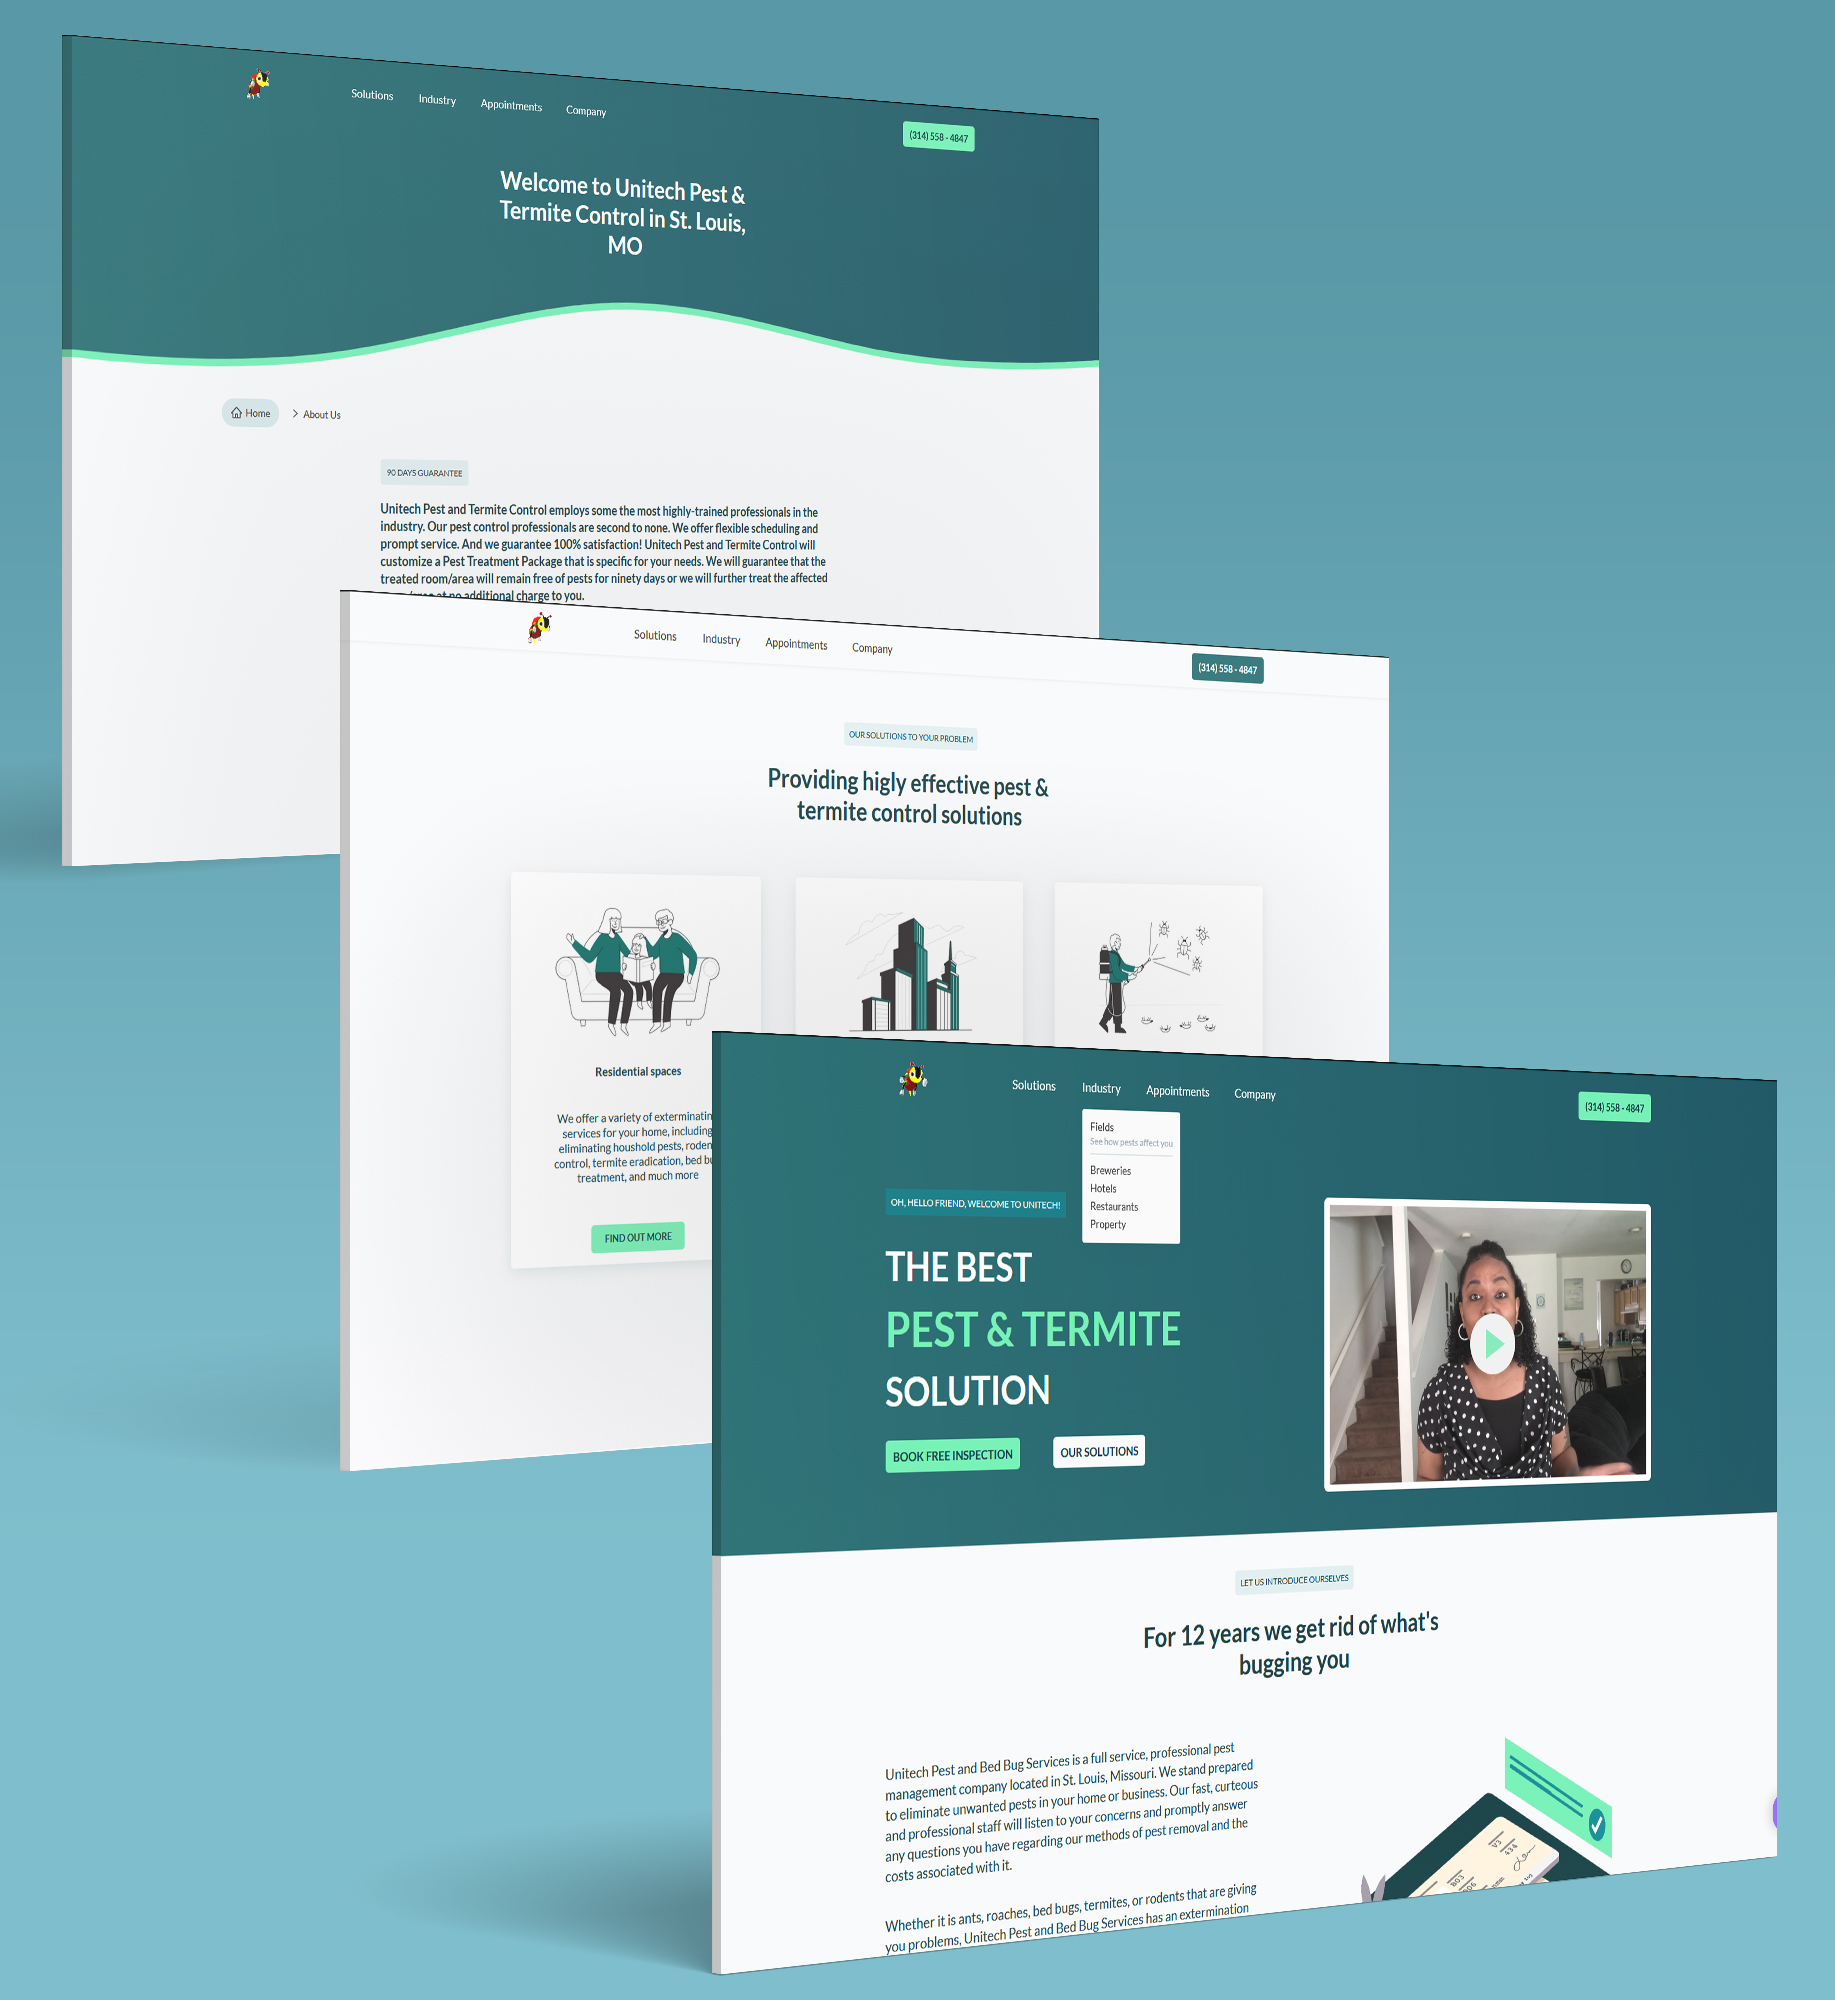 Solutions Industry Appointments Company
(314) 558 - 4847
Welcome to Unitech Pest &
Termite Control in St. Louis,
MO
Home > About Us
90 DAYS GUARANTEE
Unitech Pest and Termite Control employs some the most highly-trained professionals in the
industry. Our pest control professionals are second to none. We offer flexible scheduling and
prompt service. And we guarantee 100% satisfaction! Unitech Pest and Termite Control will
customize a Pest Treatment Package that is specific for your needs. We will guarantee that the
treated room/area will remain free of pests for ninety days or we will further treat the affected
at no additional charge to you.
Solutions Industry Appointments Company
(314) 558 - 4847
OUR SOLUTIONS TO YOUR PROBLEM
Providing higly effective pest &
termite control solutions
Residential spaces
We offer a variety of exterminatin
services for your home, including
eliminating houshold pests, roden
control, termite eradication, bed bu
treatment, and much more
FIND OUT MORE
Solutions Industry Appointments Company
(314) 558 - 4847
Fields
See how pests affect you
Breweries
Hotels
Restaurants
Property
OH, HELLO FRIEND, WELCOME TO UNITECH!
THE BEST
PEST & TERMITE
SOLUTION
BOOK FREE INSPECTION
OUR SOLUTIONS
LET US INTRODUCE OURSELVES
For 12 years we get rid of what's
bugging you
Unitech Pest and Bed Bug Services is a full service, professional pest
management company located in St. Louis, Missouri. We stand prepared
to eliminate unwanted pests in your home or business. Our fast, curteous
and professional staff will listen to your concerns and promptly answer
any questions you have regarding our methods of pest removal and the
costs associated with it.
Whether it is ants, roaches, bed bugs, termites, or rodents that are giving
you problems, Unitech Pest and Bed Bug Services has an extermination
V3
434
803